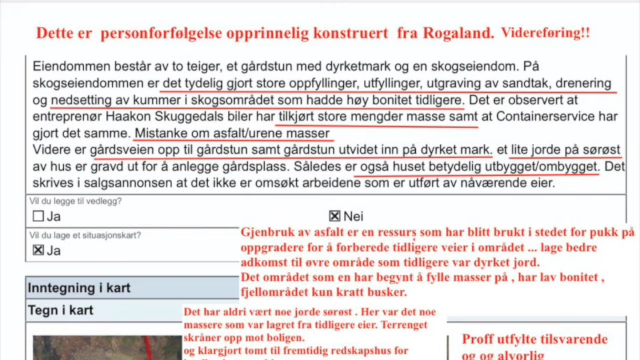 Dette er personforfølgelse opprinnelig konstruert fra Rogaland. Videreføring!!
Eiendommen består av to teiger, et gårdstun med dyrketmark og en skogseiendom. På
skogseiendommen er det tydelig gjort store oppfyllinger, utfyllinger, utgraving av sandtak, drenering
og nedsetting av kummer i skogsområdet som hadde høy bonitet tidligere. Det er observert at
entreprenør Haakon Skuggedals biler har tilkjørt store mengder masse samt at Containerservice har
gjort det samme. Mistanke om asfalt/urene masser
Videre er gårdsveien opp til gårdstun samt gårdstun utvidet inn på dyrket mark. et lite jorde på sørøst
av hus er gravd ut for å anlegge gårdsplass. Således er også huset betydelig utbygget/ombygget. Det
skrives i salgsannonsen at det ikke er omsøkt arbeidene som er utført av nåværende eier.
Vil du legge til vedlegg?
Ja
Nei
Vil du lage et situasjonskart?
Ja
Gjenbruk av asfalt er en ressurs som har blitt brukt i stedet for pukk på
oppgradere for å forberede tidligere veier i området ... lage bedre
adkomst til øvre område som tidligere var dyrket jord.
Det området som en har begynt å fylle masser på , har lav bonitet ,
fjellområdet kun kratt busker.
Inntegning i kart
Tegn i kart
Det har aldri vært noe jorde sørøst . Her var det noe
massere som var lagret fra tidligere eier. Terrenget
skråner opp mot boligen.
og klargjort tomt til fremtidig redskapshus for
Proff utfylte tilsvarende
og og alvorlig